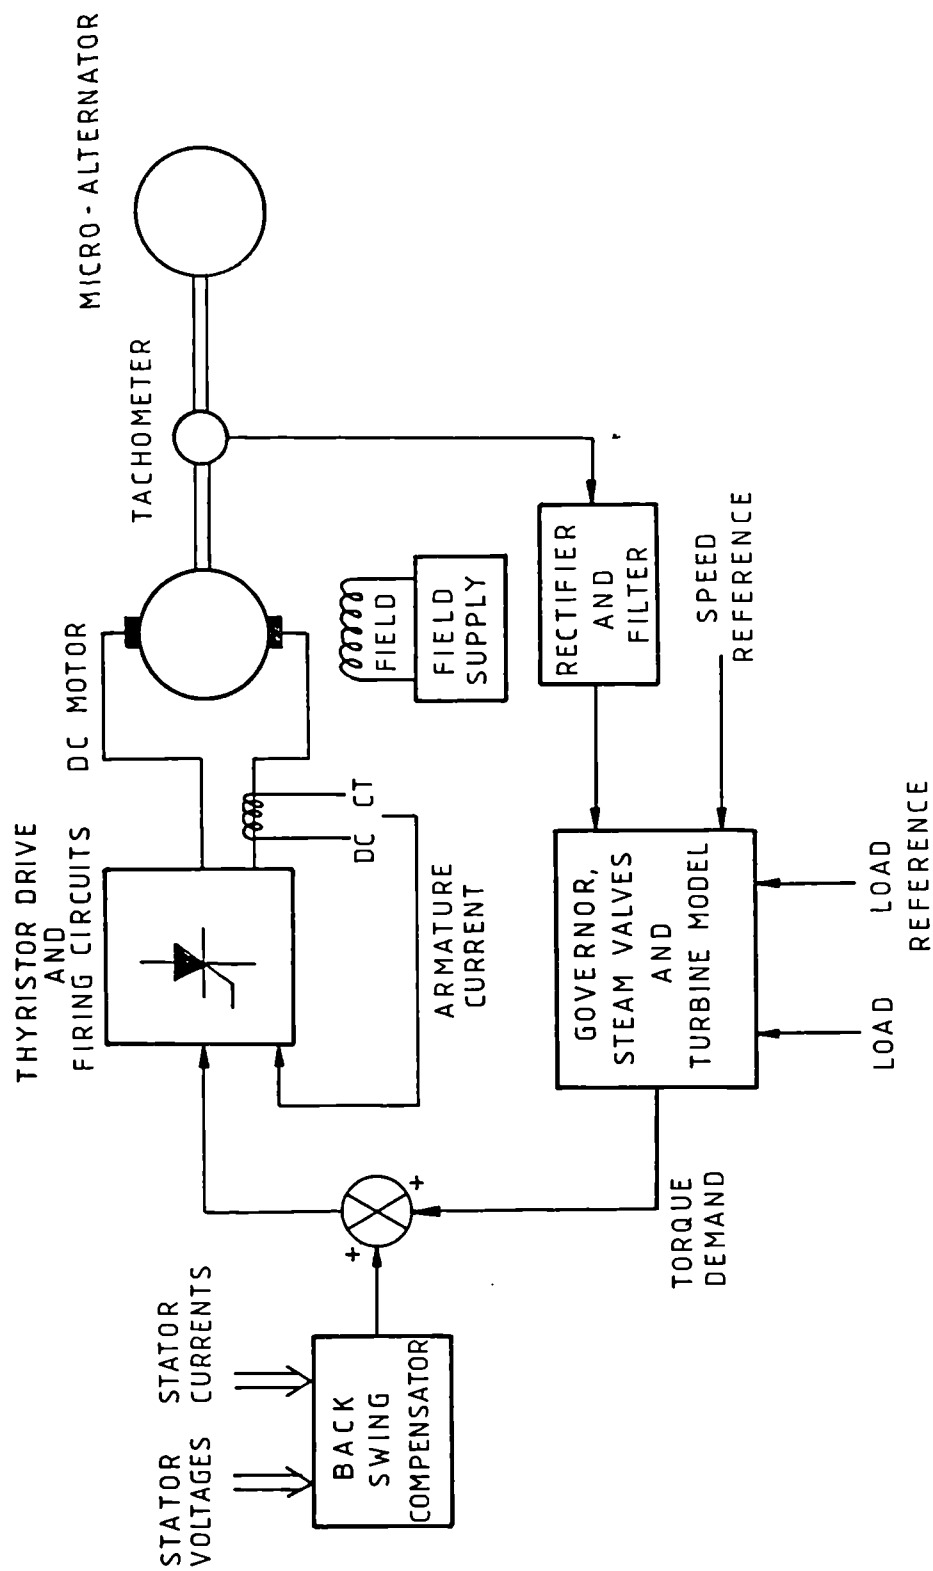 MICRO-ALTERNATOR
TACHOMETER
DC MOTOR
THYRISTOR DRIVE
AND
FIRING CIRCUITS
FIELD
FIELD
SUPPLY
DC CT
ARMATURE
CURRENT
RECTIFIER
AND
FILTER
SPEED
REFERENCE
GOVERNOR,
STEAM VALVES
AND
TURBINE MODEL
LOAD
LOAD
REFERENCE
TORQUE
DEMAND
+
+
STATOR
VOLTAGES
STATOR
CURRENTS
BACK
SWING
COMPENSATOR